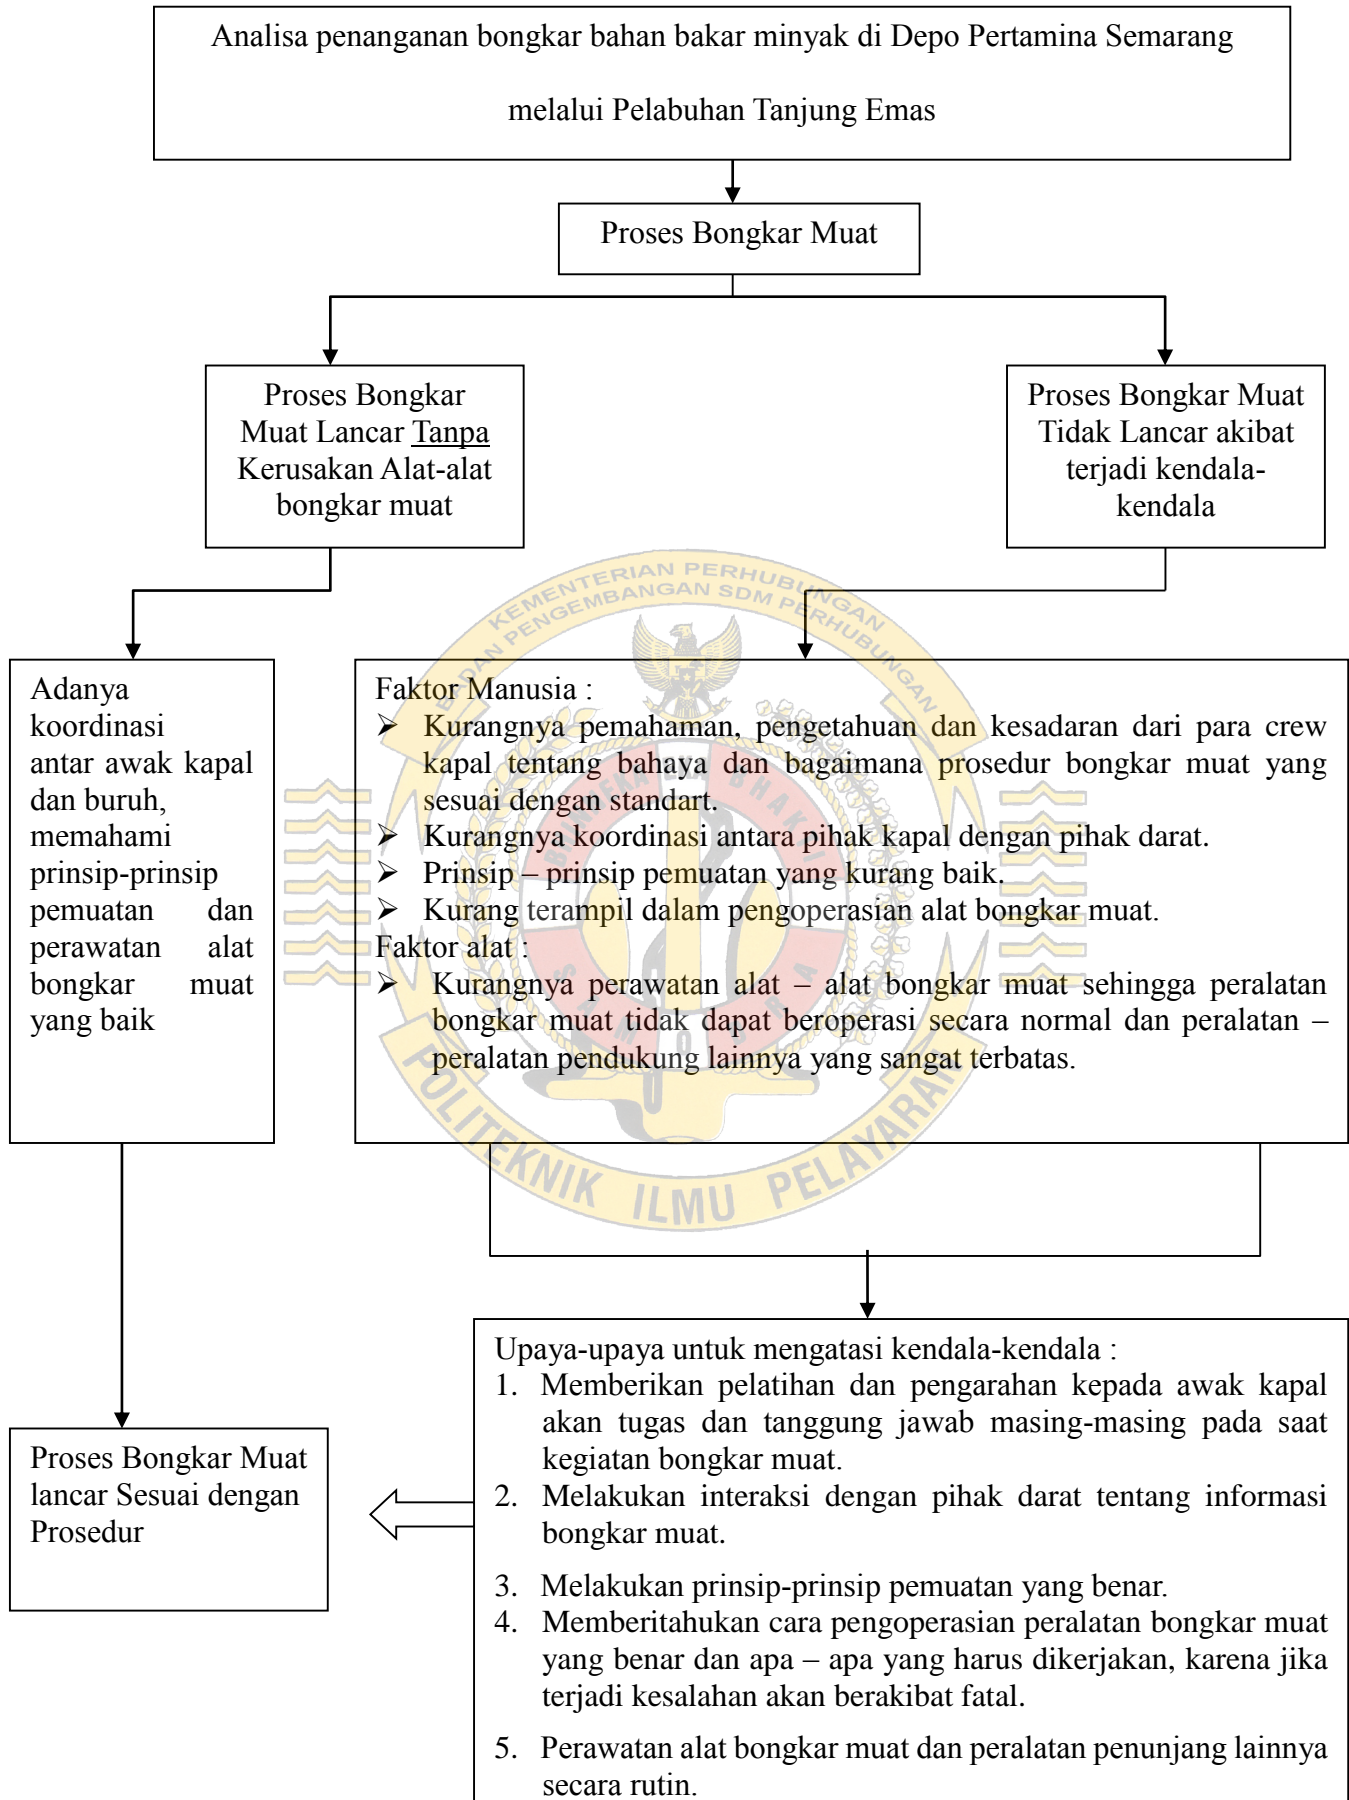 Analisa penanganan bongkar bahan bakar minyak di Depo Pertamina Semarang
melalui Pelabuhan Tanjung Emas
Proses Bongkar Muat
Proses Bongkar
Muat Lancar Tanpa
Kerusakan Alat-alat
bongkar muat
Proses Bongkar Muat
Tidak Lancar akibat
terjadi kendala-
kendala
KEMENTERIAN PERHUBUNGAN
BADAN PENGEMBANGAN SDM PERHUBUNGAN
Adanya
koordinasi
antar awak kapal
dan buruh,
memahami
prinsip-prinsip
pemuatan dan
perawatan alat
bongkar muat
yang baik
Faktor Manusia :
➢ Kurangnya pemahaman, pengetahuan dan kesadaran dari para crew
kapal tentang bahaya dan bagaimana prosedur bongkar muat yang
sesuai dengan standart.
➢ Kurangnya koordinasi antara pihak kapal dengan pihak darat.
➢ Prinsip – prinsip pemuatan yang kurang baik.
➢ Kurang terampil dalam pengoperasian alat bongkar muat.
Faktor alat :
➢ Kurangnya perawatan alat – alat bongkar muat sehingga peralatan
bongkar muat tidak dapat beroperasi secara normal dan peralatan –
peralatan pendukung lainnya yang sangat terbatas.
POLITEKNIK ILMU PELAYARAN
Upaya-upaya untuk mengatasi kendala-kendala :
1. Memberikan pelatihan dan pengarahan kepada awak kapal
akan tugas dan tanggung jawab masing-masing pada saat
kegiatan bongkar muat.
2. Melakukan interaksi dengan pihak darat tentang informasi
bongkar muat.
3. Melakukan prinsip-prinsip pemuatan yang benar.
4. Memberitahukan cara pengoperasian peralatan bongkar muat
yang benar dan apa – apa yang harus dikerjakan, karena jika
terjadi kesalahan akan berakibat fatal.
5. Perawatan alat bongkar muat dan peralatan penunjang lainnya
secara rutin.
Proses Bongkar Muat
lancar Sesuai dengan
Prosedur